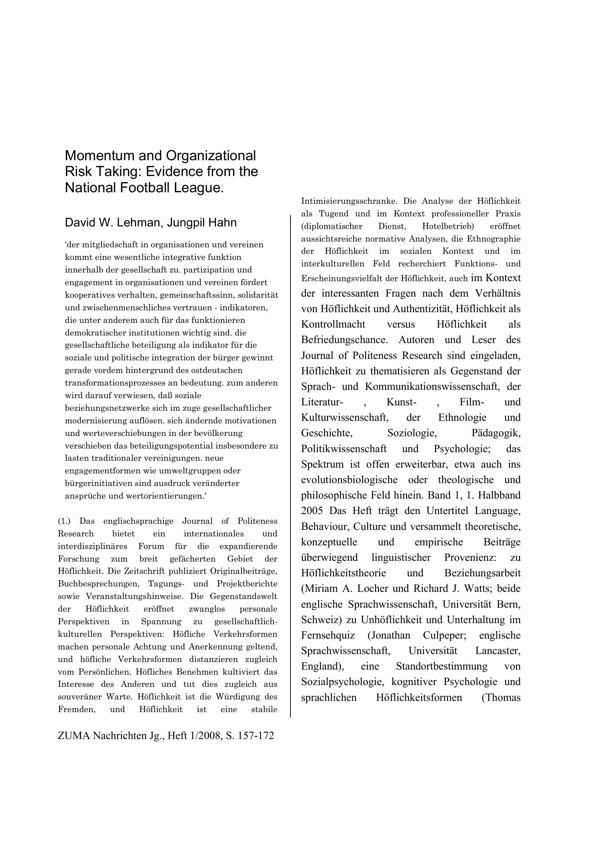 Momentum and Organizational
Risk Taking: Evidence from the
National Football League.
David W. Lehman, Jungpil Hahn
'der mitgliedschaft in organisationen und vereinen
kommt eine wesentliche integrative funktion
innerhalb der gesellschaft zu. partizipation und
engagement in organisationen und vereinen fördert
kooperatives verhalten, gemeinschaftssinn, solidarität
und zwischenmenschliches vertrauen - indikatoren,
die unter anderem auch für das funktionieren
demokratischer institutionen wichtig sind. die
gesellschaftliche beteiligung als indikator für die
soziale und politische integration der bürger gewinnt
gerade vordem hintergrund des ostdeutschen
transformationsprozesses an bedeutung. zum anderen
wird darauf verwiesen, daß soziale
beziehungsnetzwerke sich im zuge gesellschaftlicher
modernisierung auflösen. sich ändernde motivationen
und werteverschiebungen in der bevölkerung
verschieben das beteiligungspotential insbesondere zu
lasten traditionaler vereinigungen. neue
engagementformen wie umweltgruppen oder
bürgerinitiativen sind ausdruck veränderter
ansprüche und wertorientierungen.'
(1.) Das englischsprachige Journal of Politeness
Research bietet ein internationales und
interdisziplinäres Forum für die expandierende
Forschung zum breit gefächerten Gebiet der
Höflichkeit. Die Zeitschrift publiziert Originalbeiträge,
Buchbesprechungen, Tagungs- und Projektberichte
sowie Veranstaltungshinweise. Die Gegenstandswelt
der Höflichkeit eröffnet zwanglos personale
Perspektiven in Spannung zu gesellschaftlich-
kulturellen Perspektiven: Höfliche Verkehrsformen
machen personale Achtung und Anerkennung geltend,
und höfliche Verkehrsformen distanzieren zugleich
vom Persönlichen. Höfliches Benehmen kultiviert das
Interesse des Anderen und tut dies zugleich aus
souveräner Warte. Höflichkeit ist die Würdigung des
Fremden, und Höflichkeit ist eine stabile
Intimisierungsschranke. Die Analyse der Höflichkeit
als Tugend und im Kontext professioneller Praxis
(diplomatischer Dienst, Hotelbetrieb) eröffnet
aussichtsreiche normative Analysen, die Ethnographie
der Höflichkeit im sozialen Kontext und im
interkulturellen Feld recherchiert Funktions- und
Erscheinungsvielfalt der Höflichkeit, auch im Kontext
der interessanten Fragen nach dem Verhältnis
von Höflichkeit und Authentizität, Höflichkeit als
Kontrollmacht versus Höflichkeit als
Befriedungschance. Autoren und Leser des
Journal of Politeness Research sind eingeladen,
Höflichkeit zu thematisieren als Gegenstand der
Sprach- und Kommunikationswissenschaft, der
Literatur- , Kunst- , Film- und
Kulturwissenschaft, der Ethnologie und
Geschichte, Soziologie, Pädagogik,
Politikwissenschaft und Psychologie; das
Spektrum ist offen erweiterbar, etwa auch ins
evolutionsbiologische oder theologische und
philosophische Feld hinein. Band 1, 1. Halbband
2005 Das Heft trägt den Untertitel Language,
Behaviour, Culture und versammelt theoretische,
konzeptuelle und empirische Beiträge
überwiegend linguistischer Provenienz: zu
Höflichkeitstheorie und Beziehungsarbeit
(Miriam A. Locher und Richard J. Watts; beide
englische Sprachwissenschaft, Universität Bern,
Schweiz) zu Unhöflichkeit und Unterhaltung im
Fernsehquiz (Jonathan Culpeper; englische
Sprachwissenschaft, Universität Lancaster,
England), eine Standortbestimmung von
Sozialpsychologie, kognitiver Psychologie und
sprachlichen Höflichkeitsformen (Thomas
ZUMA Nachrichten Jg., Heft 1/2008, S. 157-172